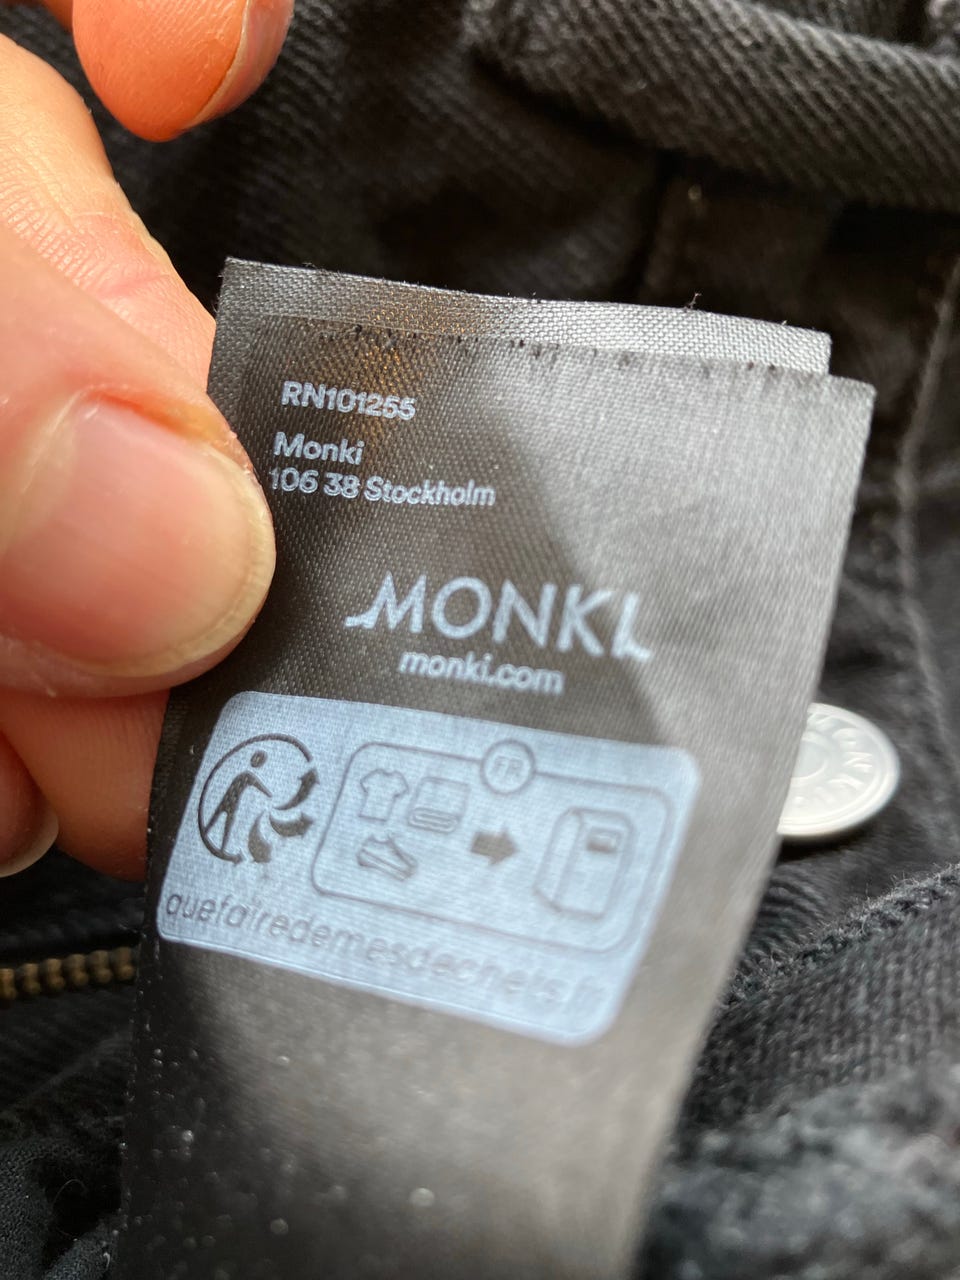 RN101255
Monki
106 38 Stockholm
MONKI
monki.com
FR
quefairedemesdechets.fr